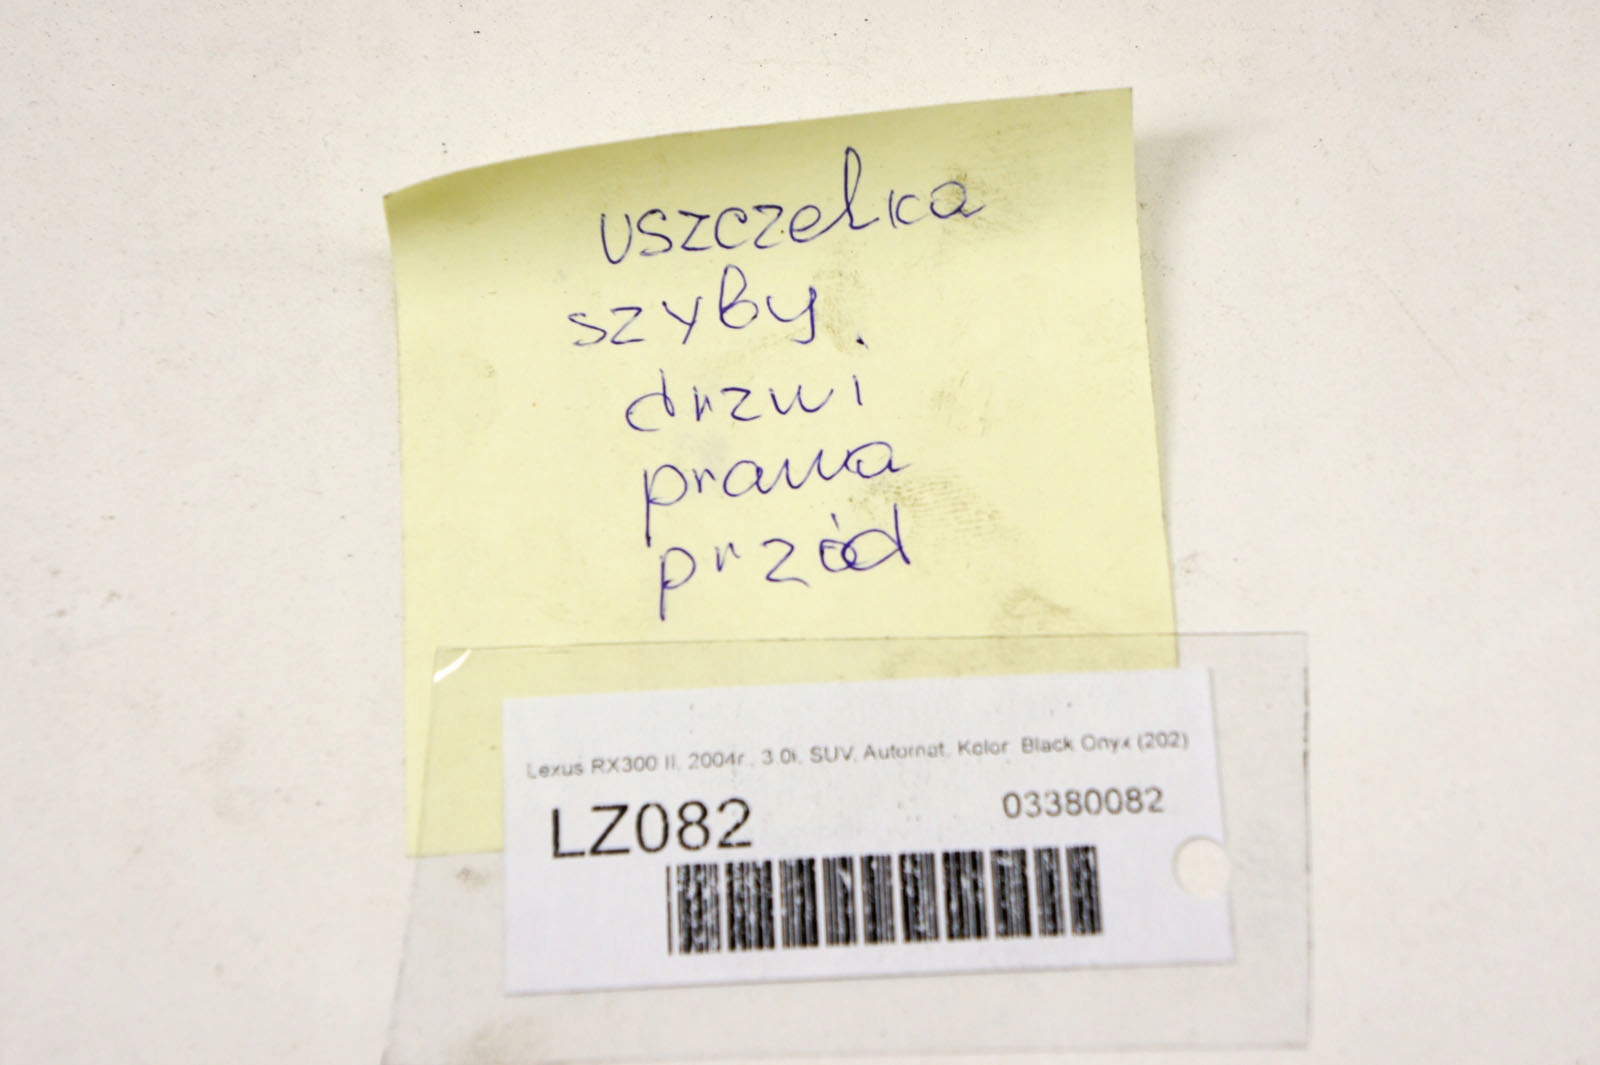 uszczelka
szyby
drzwi
prawa
przód
Lexus RX300 II, 2004r., 3.0i, SUV, Automat, Kolor: Black Onyx (202)
LZ082
03380082